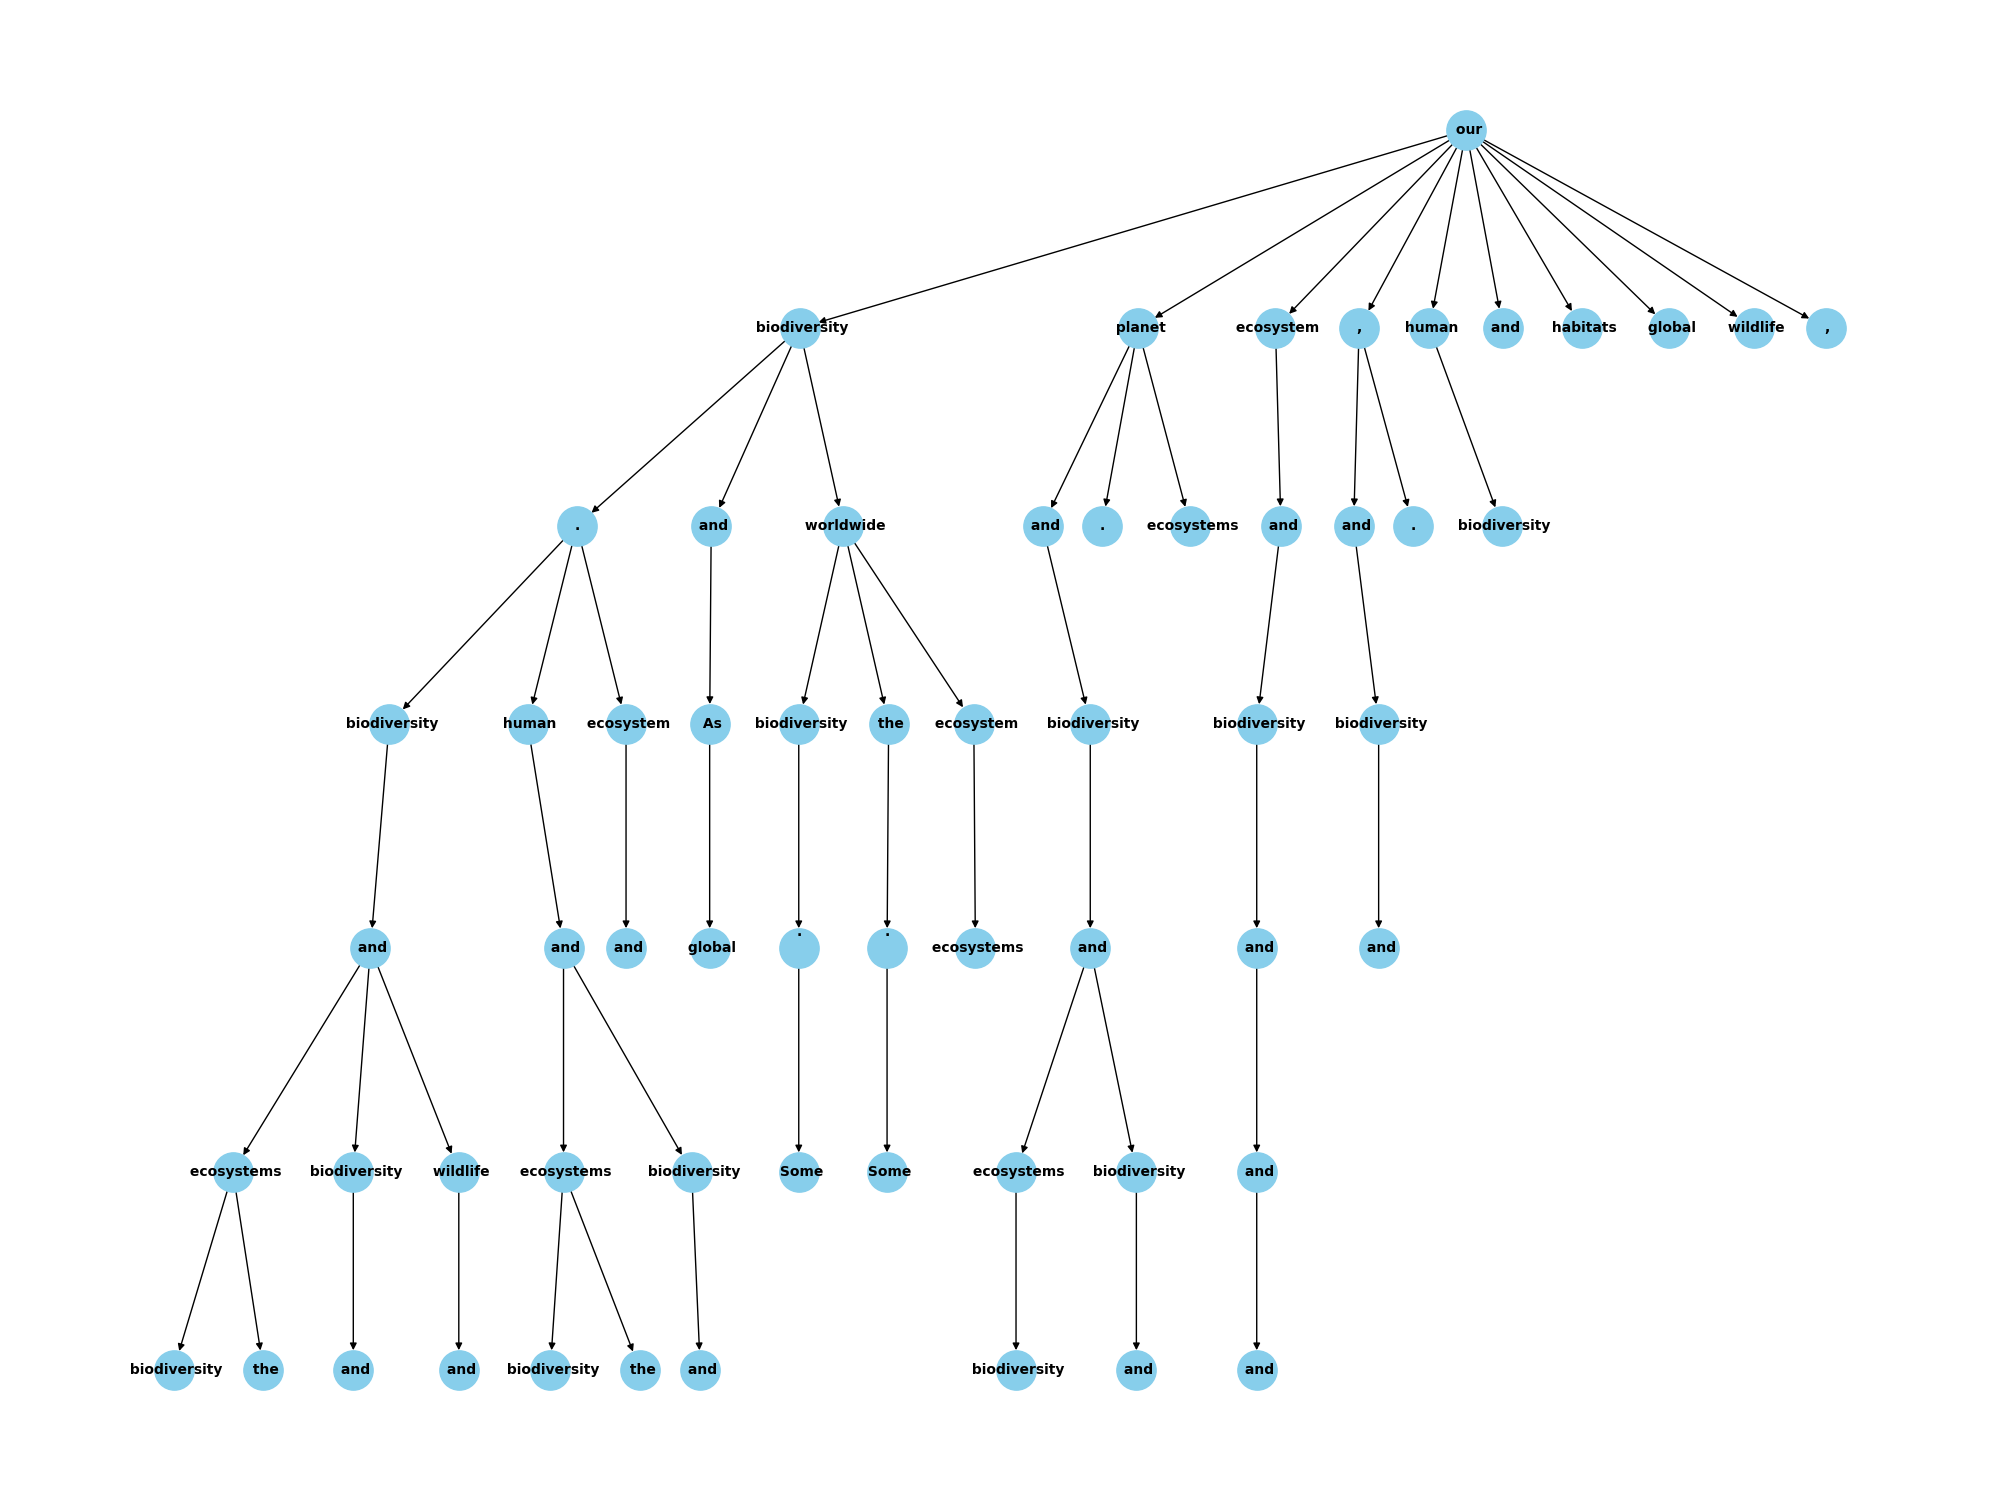 our
biodiversity planet ecosystem , human and habitats global wildlife ,
. and worldwide and . ecosystems and and . biodiversity
biodiversity human ecosystem As biodiversity the ecosystem biodiversity biodiversity biodiversity
and and and global . . ecosystems and and and
ecosystems biodiversity wildlife ecosystems biodiversity Some Some ecosystems biodiversity and
biodiversity the and and biodiversity the and biodiversity and and